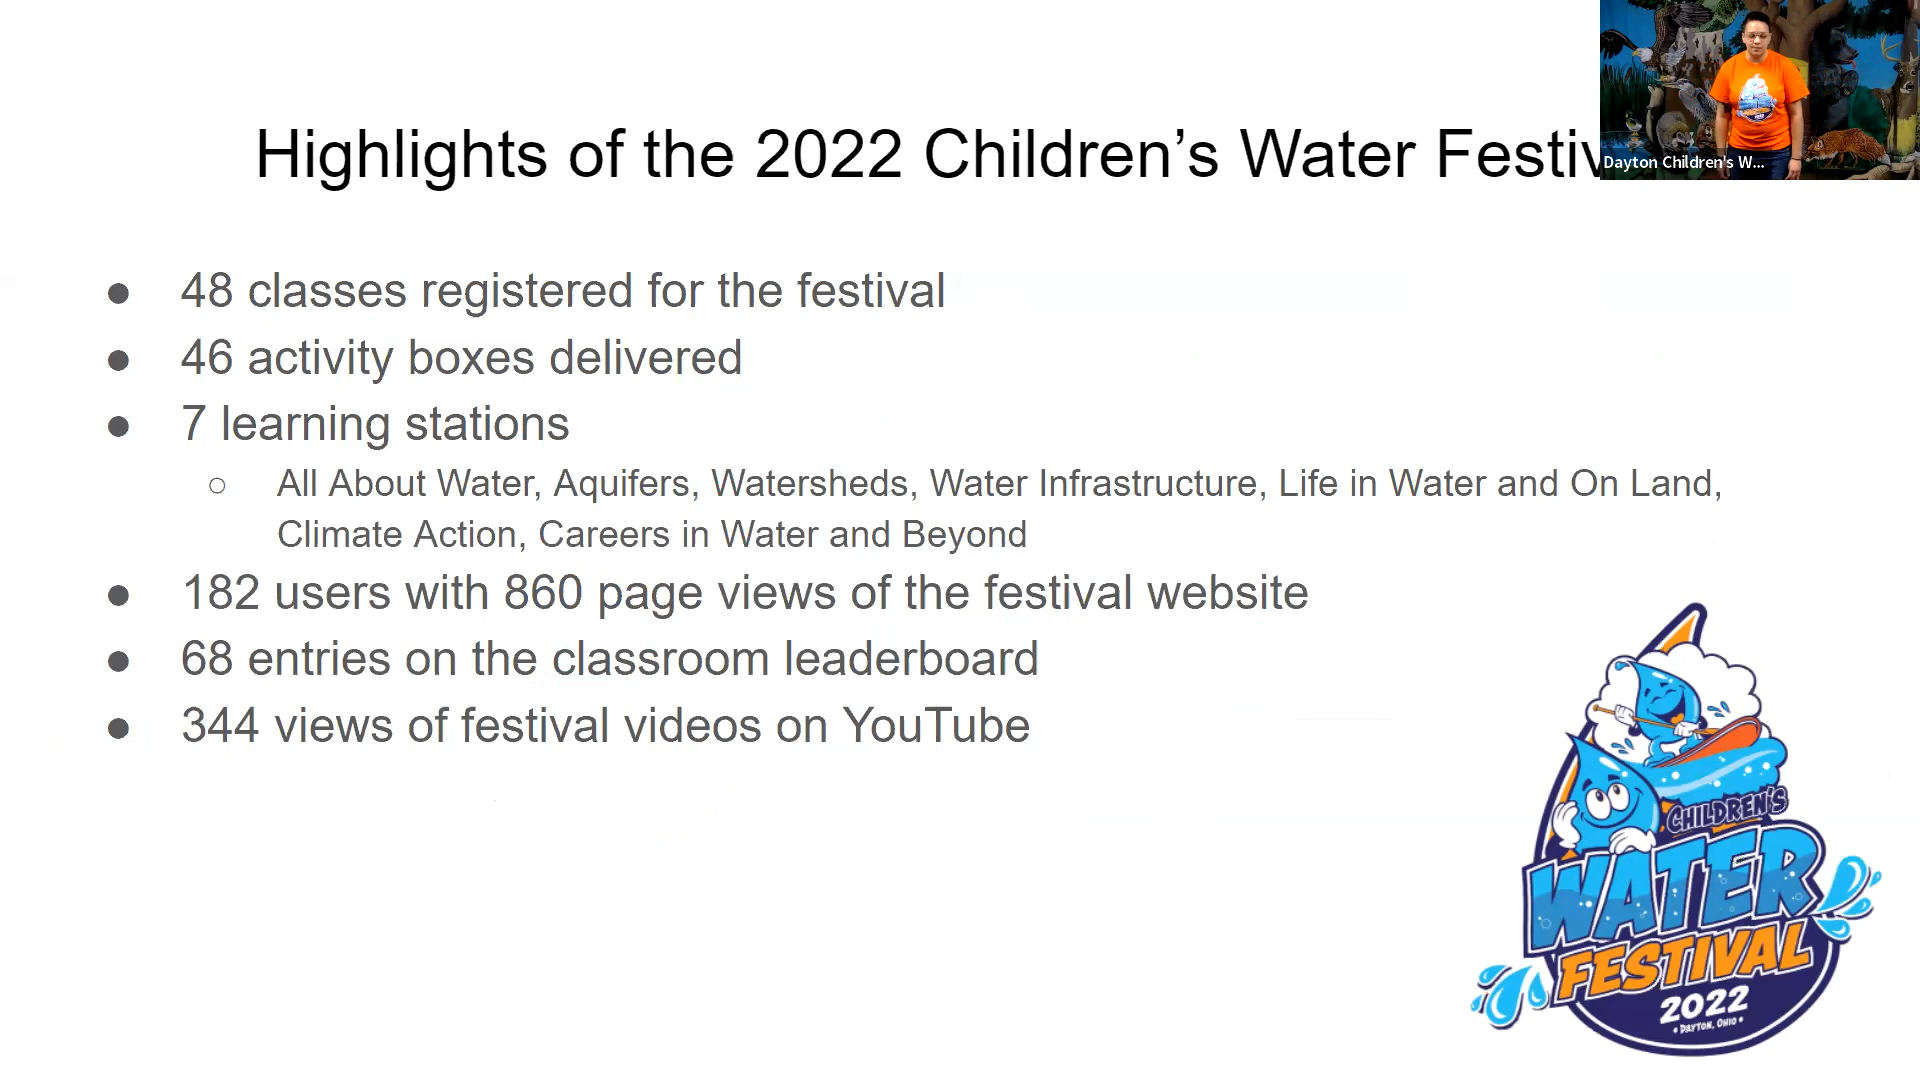 Highlights of the 2022 Children's Water Festiv
Dayton Children's W...
● 48 classes registered for the festival
● 46 activity boxes delivered
● 7 learning stations
○ All About Water, Aquifers, Watersheds, Water Infrastructure, Life in Water and On Land,
Climate Action, Careers in Water and Beyond
● 182 users with 860 page views of the festival website
● 68 entries on the classroom leaderboard
● 344 views of festival videos on YouTube
CHILDREN'S
WATER
FESTIVAL
2022
• DAYTON, OHIO •